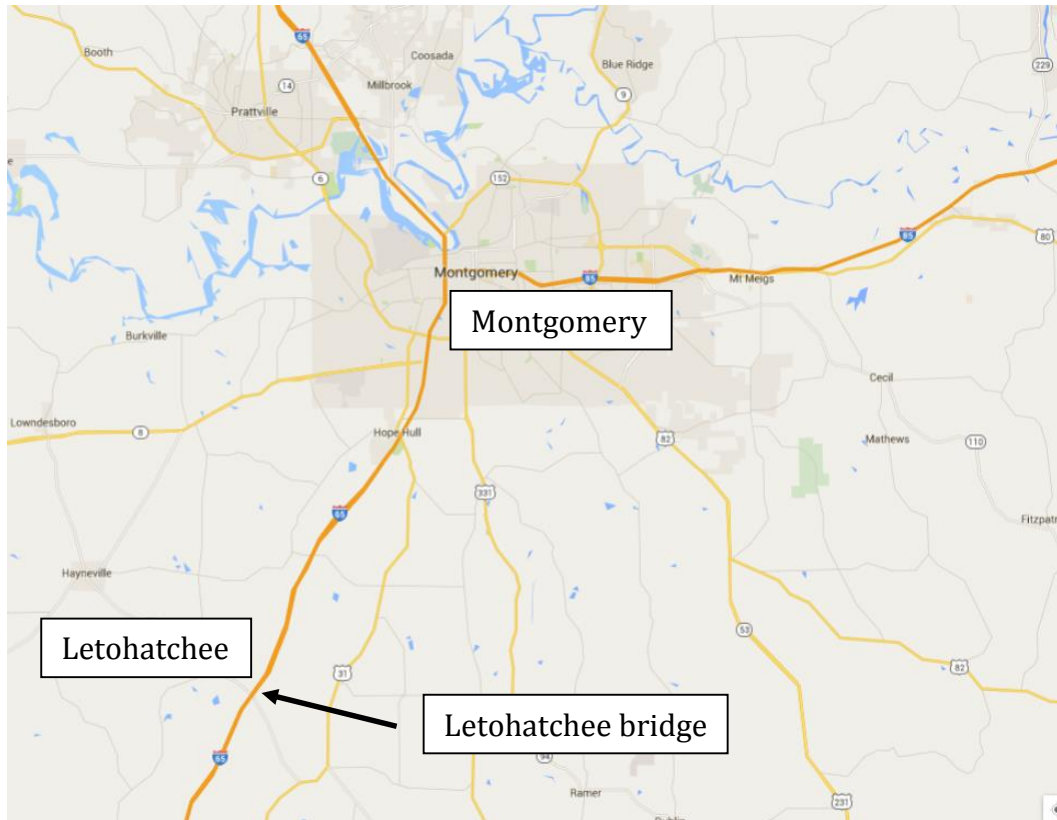 65
Booth
Coosada
Blue Ridge
229
14
Millbrook
9
Prattville
152
6
85
80
Montgomery
85
Mt Meigs
Montgomery
Burkville
Cecil
Lowndesboro
8
Hope Hull
82
Mathews
110
331
65
Fitzpatr
Hayneville
53
Letohatchee
31
82
Letohatchee bridge
65
94
Ramer
231